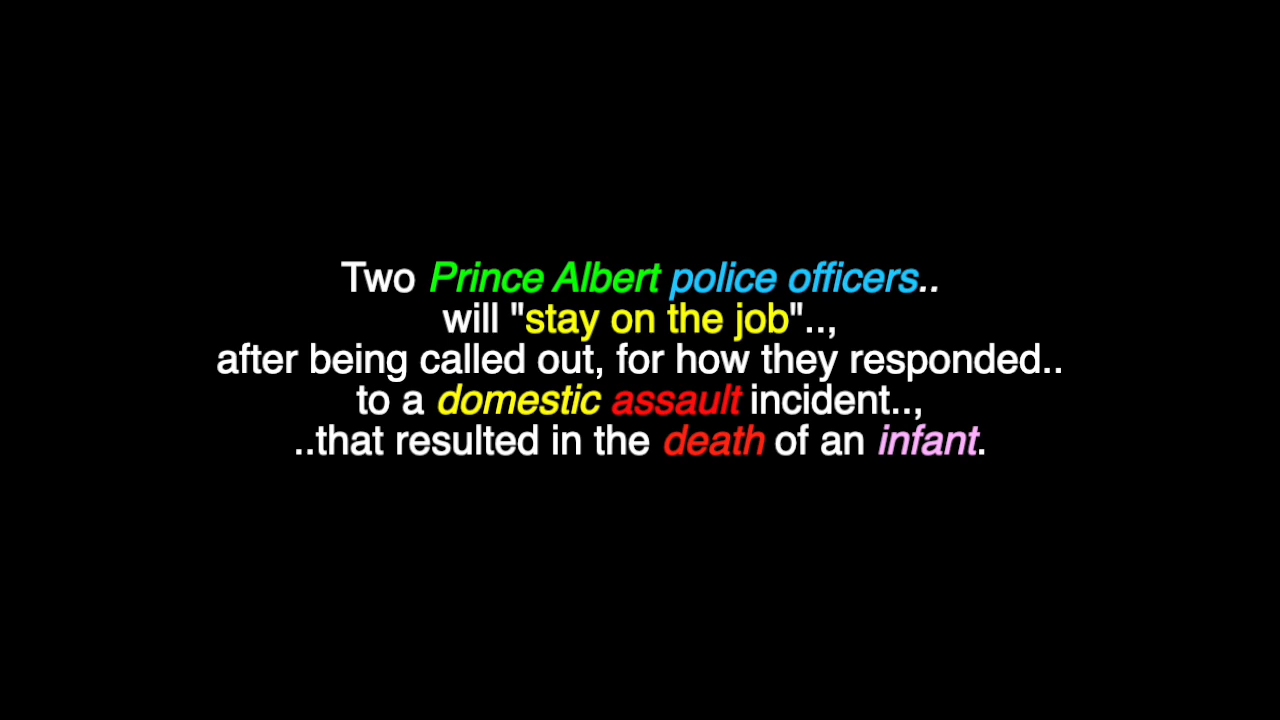 Two Prince Albert police officers..
will "stay on the job"..,
after being called out, for how they responded..
to a domestic assault incident..,
..that resulted in the death of an infant.